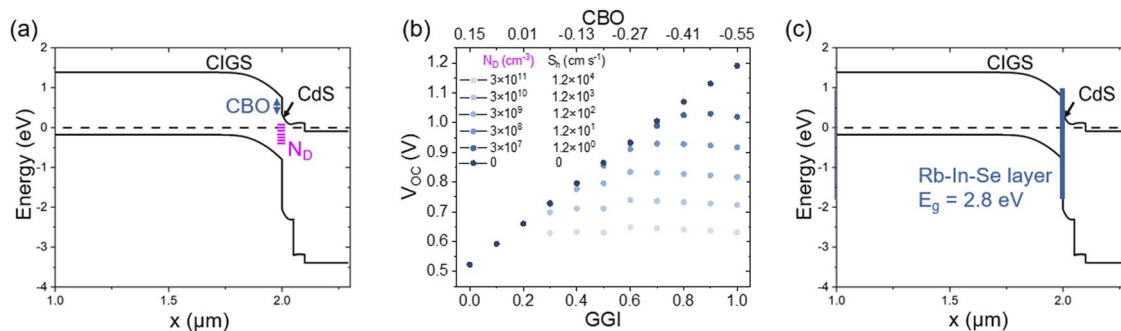 (a)
2
1
0
-1
-2
-3
-4
Energy (eV)
CIGS
CBO
CdS
N_D
1.0
1.5
2.0
x (μm)
(b)
CBO
0.15
0.01
-0.13
-0.27
-0.41
-0.55
1.2
1.1
1.0
0.9
0.8
0.7
0.6
0.5
V_OC (V)
N_D (cm⁻³) S_h (cm s⁻¹)
3×10¹¹ 1.2×10⁴
3×10¹⁰ 1.2×10³
3×10⁹ 1.2×10²
3×10⁸ 1.2×10¹
3×10⁷ 1.2×10⁰
0 0
0.0
0.2
0.4
0.6
0.8
1.0
GGI
(c)
2
1
0
-1
-2
-3
-4
Energy (eV)
CIGS
CdS
Rb-In-Se layer
E_g = 2.8 eV
1.0
1.5
2.0
x (μm)